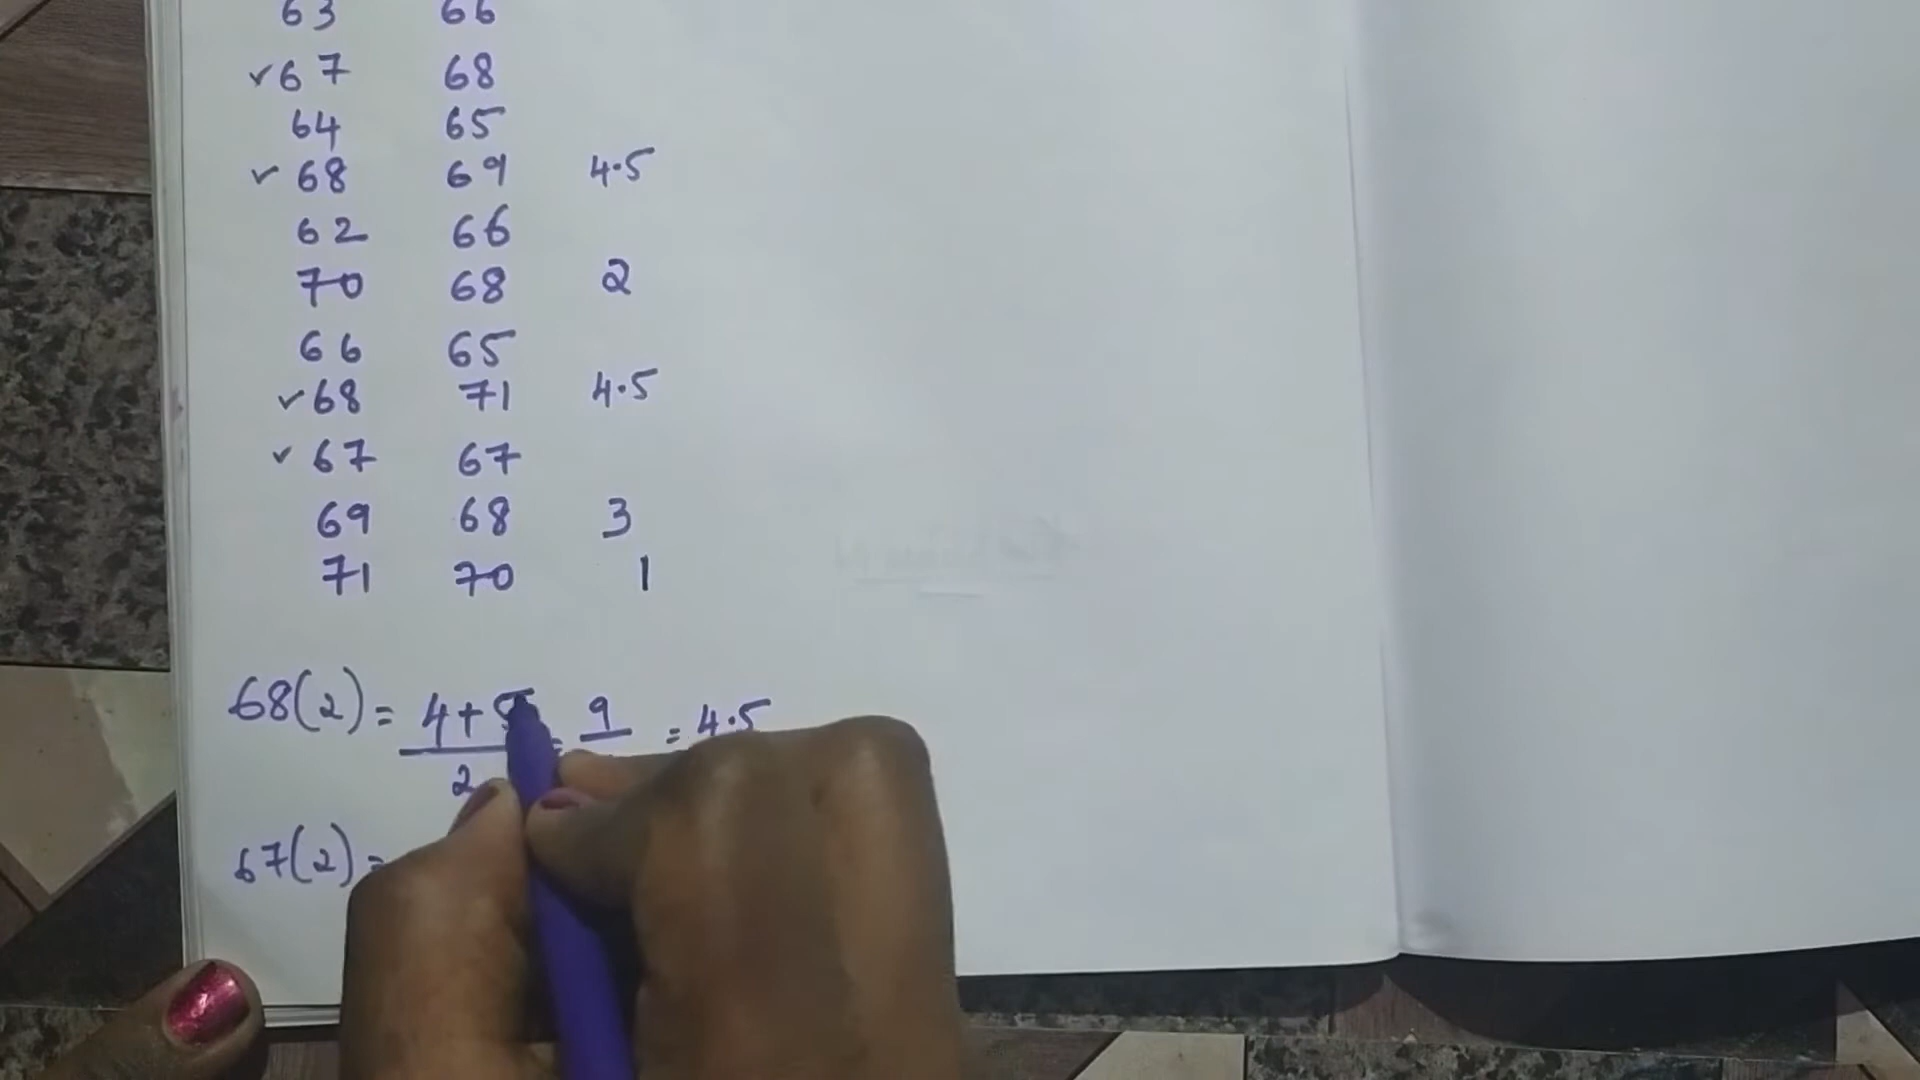 63 66
✓67 68
64 65
✓68 69 4.5
62 66
70 68 2
66 65
✓68 71 4.5
✓67 67
69 68 3
71 70 1
68(2) = 4+5/2 = 9 = 4.5
67(2) =